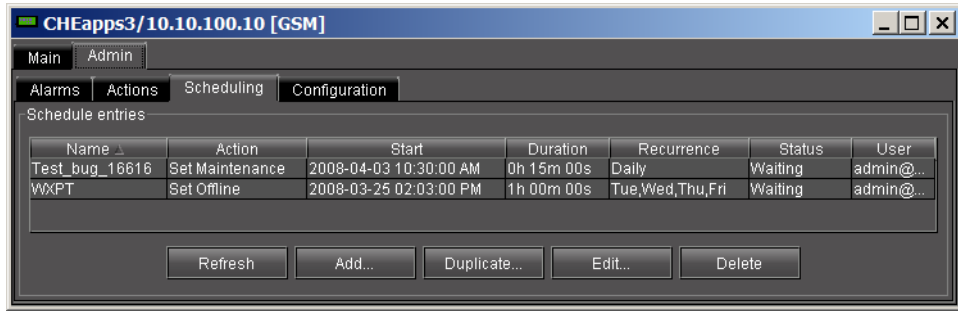 CHEapps3/10.10.100.10 [GSM]
Main Admin
Alarms Actions Scheduling Configuration
Schedule entries
Name Action Start Duration Recurrence Status User
Test_bug_16616 Set Maintenance 2008-04-03 10:30:00 AM 0h 15m 00s Daily Waiting admin@...
WXPT Set Offline 2008-03-25 02:03:00 PM 1h 00m 00s Tue,Wed,Thu,Fri Waiting admin@...
Refresh Add... Duplicate... Edit... Delete